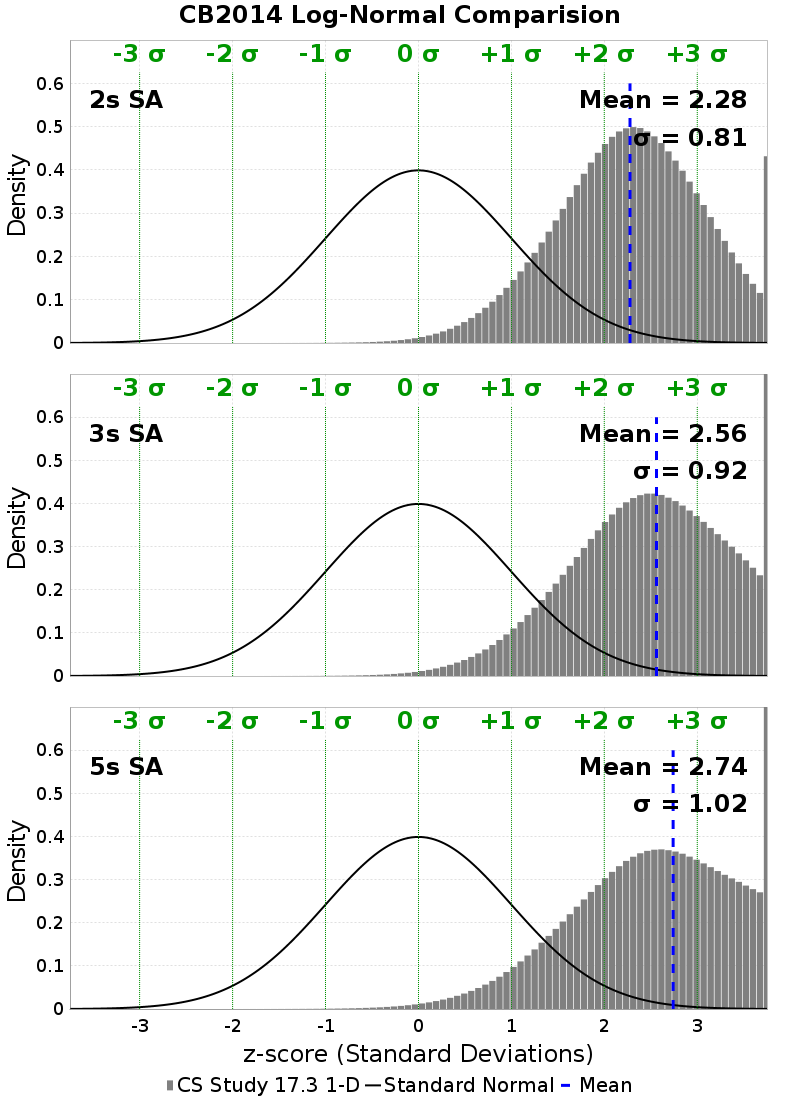 CB2014 Log-Normal Comparision
-3 σ -2 σ -1 σ 0 σ +1 σ +2 σ +3 σ
0.6
2s SA Mean = 2.28
0.5
σ = 0.81
0.4
0.3
0.2
0.1
0
Density
-3 σ -2 σ -1 σ 0 σ +1 σ +2 σ +3 σ
0.6
3s SA Mean = 2.56
0.5
σ = 0.92
0.4
0.3
0.2
0.1
0
Density
-3 σ -2 σ -1 σ 0 σ +1 σ +2 σ +3 σ
0.6
5s SA Mean = 2.74
0.5
σ = 1.02
0.4
0.3
0.2
0.1
0
Density
-3 -2 -1 0 1 2 3
z-score (Standard Deviations)
CS Study 17.3 1-D Standard Normal Mean